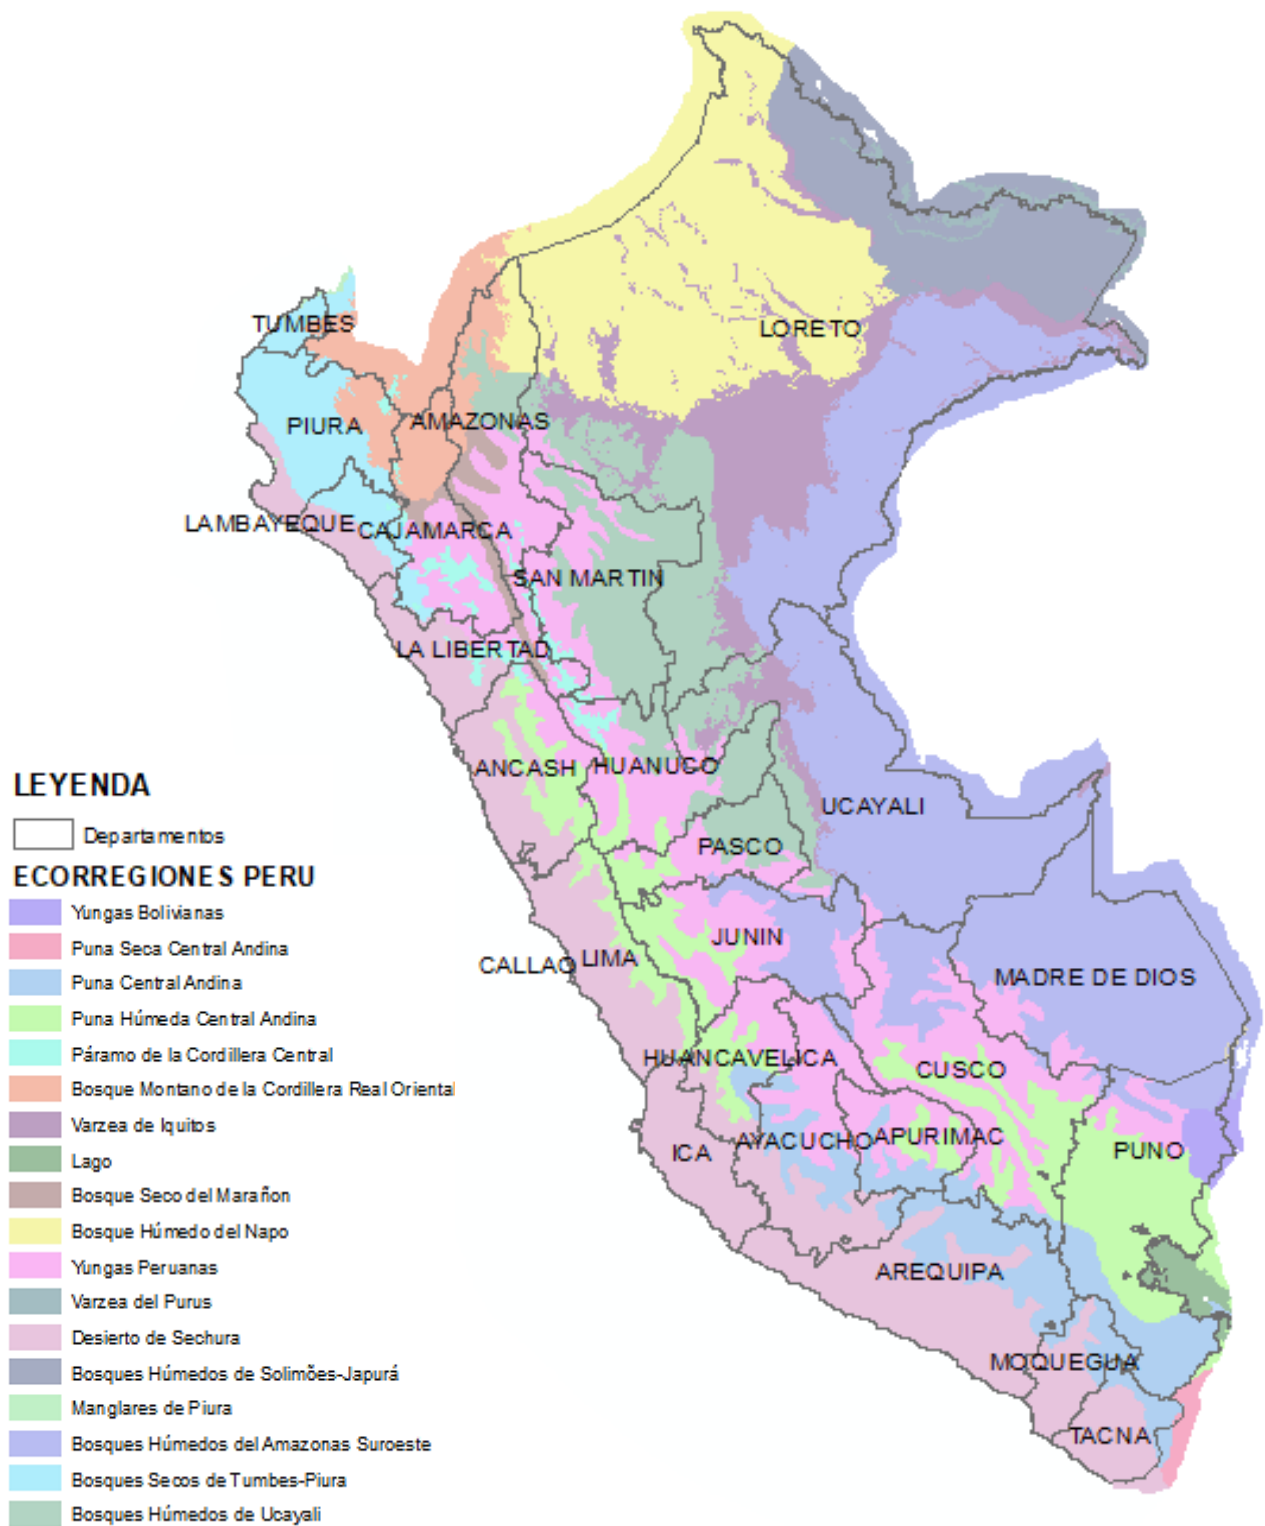 TUMBES
LORETO
PIURA
AMAZONAS
LAMBAYEQUE
CAJAMARCA
SAN MARTIN
LA LIBERTAD
ANCASH
HUANUCO
UCAYALI
PASCO
JUNIN
CALLAO
LIMA
MADRE DE DIOS
HUANCAVELICA
CUSCO
ICA
AYACUCHO
APURIMAC
PUNO
AREQUIPA
MOQUEGUA
TACNA
LEYENDA
Departamentos
ECORREGIONES PERU
Yungas Bolivianas
Puna Seca Central Andina
Puna Central Andina
Puna Húmeda Central Andina
Páramo de la Cordillera Central
Bosque Montano de la Cordillera Real Oriental
Varzea de Iquitos
Lago
Bosque Seco del Marañon
Bosque Húmedo del Napo
Yungas Peruanas
Varzea del Purus
Desierto de Sechura
Bosques Húmedos de Solimões-Japurá
Manglares de Piura
Bosques Húmedos del Amazonas Suroeste
Bosques Secos de Tumbes-Piura
Bosques Húmedos de Ucayali